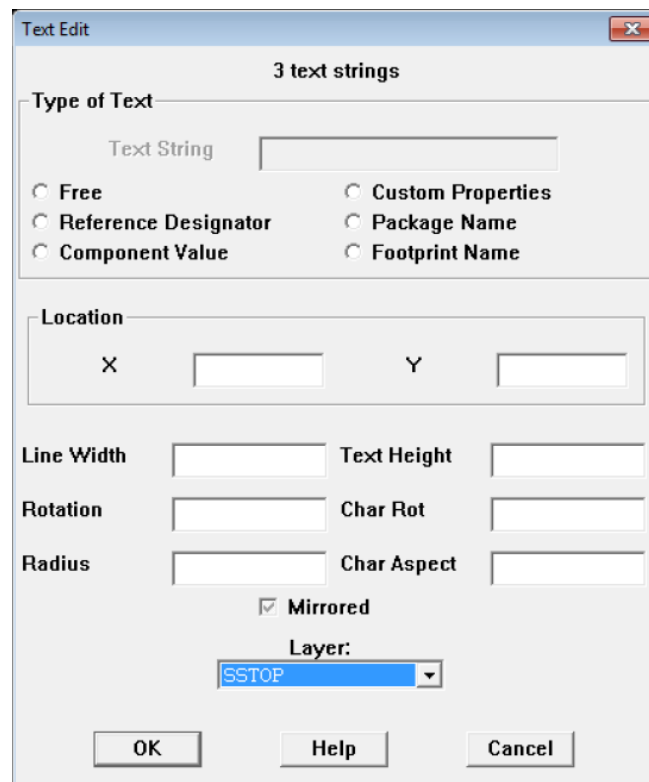 Text Edit
3 text strings
Type of Text
Text String
Free
Custom Properties
Reference Designator
Package Name
Component Value
Footprint Name
Location
X
Y
Line Width
Text Height
Rotation
Char Rot
Radius
Char Aspect
Mirrored
Layer:
SSTOP
OK
Help
Cancel